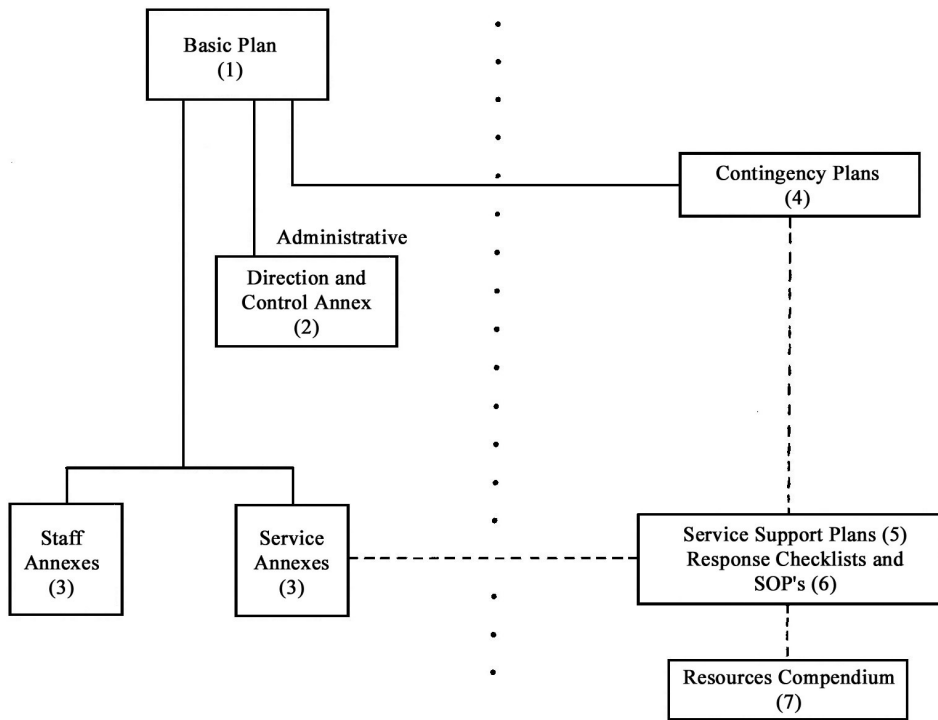 Basic Plan
(1)
Contingency Plans
(4)
Administrative
Direction and
Control Annex
(2)
Staff
Annexes
(3)
Service
Annexes
(3)
Service Support Plans (5)
Response Checklists and
SOP's (6)
Resources Compendium
(7)